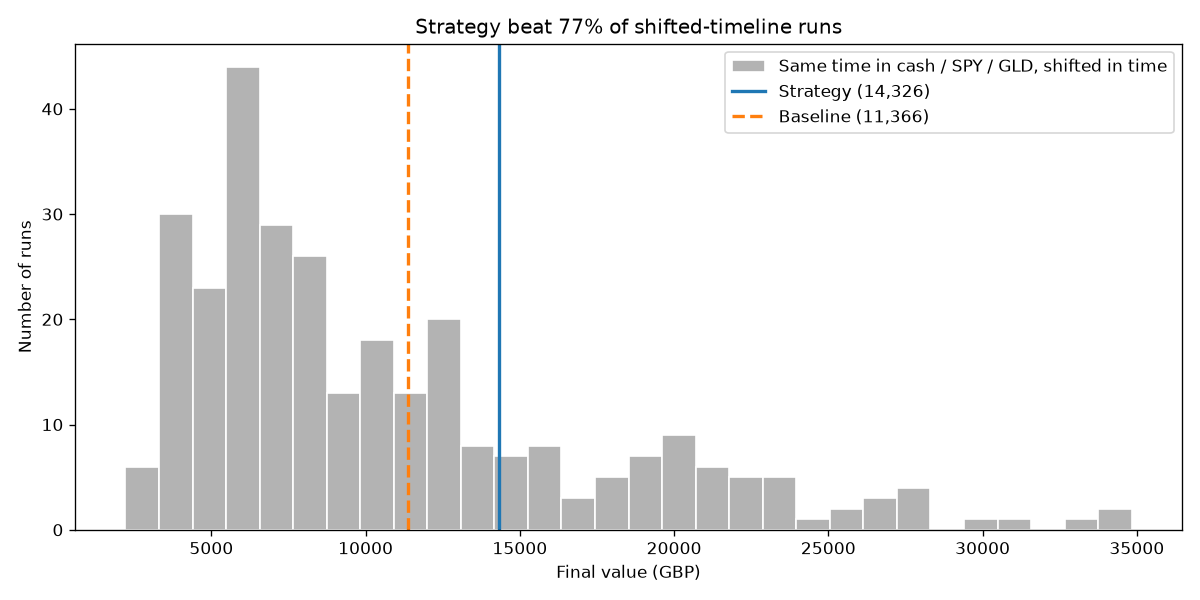 Strategy beat 77% of shifted-timeline runs
Same time in cash / SPY / GLD, shifted in time
Strategy (14,326)
Baseline (11,366)
Number of runs
40
30
20
10
0
5000 10000 15000 20000 25000 30000 35000
Final value (GBP)